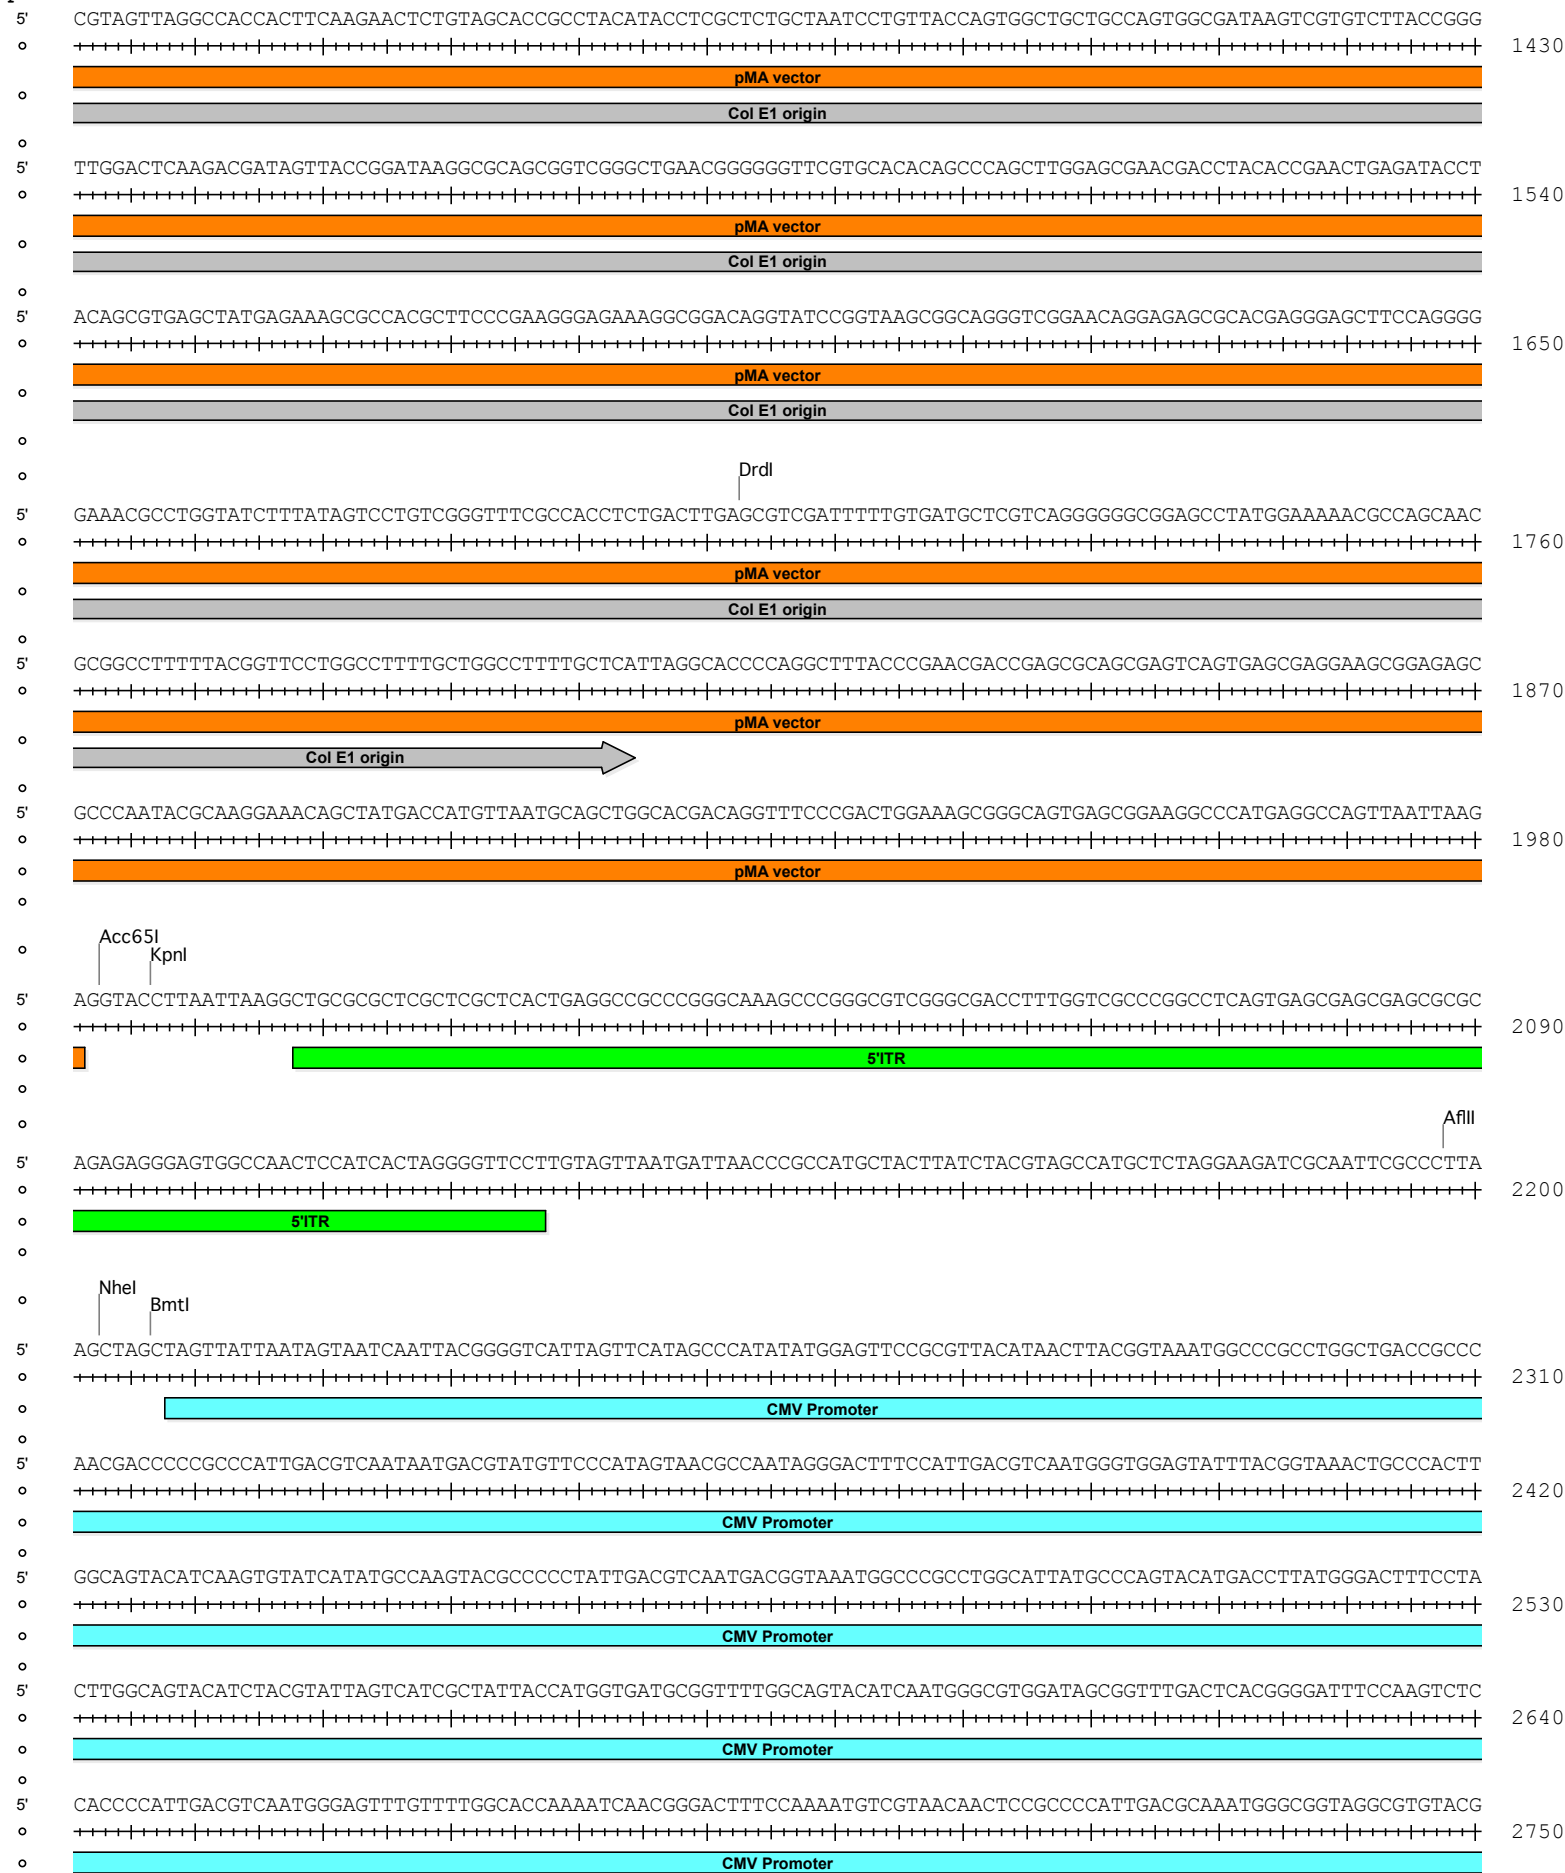 5' CGTAGTTAGGCCACCACTTCAAGAACTCTGTAGCACCGCCTACATACCTCGCTCTGCTAATCCTGTTACCAGTGGCTGCTGCCAGTGGCGATAAGTCGTGTCTTACCGGG
1430
pMA vector
Col E1 origin
5' TTGGACTCAAGACGATAGTTACCGGATAAGGCGCAGCGGTCGGGCTGAACGGGGGGTTCGTGCACACAGCCCAGCTTGGAGCGAACGACCTACACCGAACTGAGATACCT
1540
pMA vector
Col E1 origin
5' ACAGCGTGAGCTATGAGAAAGCGCCACGCTTCCCGAAGGGAGAAAGGCGGACAGGTATCCGGTAAGCGGCAGGGTCGGAACAGGAGAGCGCACGAGGGAGCTTCCAGGGG
1650
pMA vector
Col E1 origin
DrdI
5' GAAACGCCTGGTATCTTTATAGTCCTGTCGGGTTTCGCCACCTCTGACTTGAGCGTCGATTTTTGTGATGCTCGTCAGGGGGGCGGAGCCTATGGAAAAACGCCAGCAAC
1760
pMA vector
Col E1 origin
5' GCGGCCTTTTTACGGTTCCTGGCCTTTTGCTGGCCTTTTGCTCATTAGGCACCCCAGGCTTTACCCGAACGACCGAGCGCAGCGAGTCAGTGAGCGAGGAAGCGGAGAGC
1870
pMA vector
Col E1 origin
5' GCCCAATACGCAAGGAAACAGCTATGACCATGTTAATGCAGCTGGCACGACAGGTTTCCCGACTGGAAAGCGGGCAGTGAGCGGAAGGCCCATGAGGCCAGTTAATTAAG
1980
pMA vector
Acc65I
KpnI
5' AGGTACCTTAATTAAGGCTGCGCGCTCGCTCGCTCACTGAGGCCGCCCGGGCAAAGCCCGGGCGTCGGGCGACCTTTGGTCGCCCGGCCTCAGTGAGCGAGCGAGCGCGC
2090
5'ITR
AflII
5' AGAGAGGGAGTGGCCAACTCCATCACTAGGGGTTCCTTGTAGTTAATGATTAACCCGCCATGCTACTTATCTACGTAGCCATGCTCTAGGAAGATCGCAATTCGCCCTTA
2200
5'ITR
NheI
BmtI
5' AGCTAGCTAGTTATTAATAGTAATCAATTACGGGGTCATTAGTTCATAGCCCATATATGGAGTTCCGCGTTACATAACTTACGGTAAATGGCCCGCCTGGCTGACCGCCC
2310
CMV Promoter
5' AACGACCCCCGCCCATTGACGTCAATAATGACGTATGTTCCCATAGTAACGCCAATAGGGACTTTCCATTGACGTCAATGGGTGGAGTATTTACGGTAAACTGCCCACTT
2420
CMV Promoter
5' GGCAGTACATCAAGTGTATCATATGCCAAGTACGCCCCCTATTGACGTCAATGACGGTAAATGGCCCGCCTGGCATTATGCCCAGTACATGACCTTATGGGACTTTCCTA
2530
CMV Promoter
5' CTTGGCAGTACATCTACGTATTAGTCATCGCTATTACCATGGTGATGCGGTTTTGGCAGTACATCAATGGGCGTGGATAGCGGTTTGACTCACGGGGATTTCCAAGTCTC
2640
CMV Promoter
5' CACCCCATTGACGTCAATGGGAGTTTGTTTTGGCACCAAAATCAACGGGACTTTCCAAAATGTCGTAACAACTCCGCCCCATTGACGCAAATGGGCGGTAGGCGTGTACG
2750
CMV Promoter